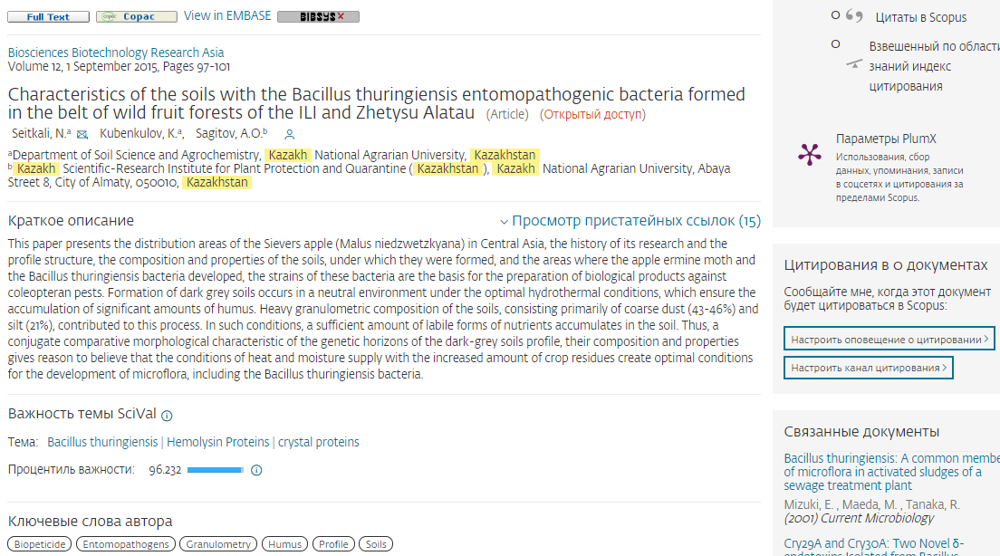 Full Text
copac Copac
View in EMBASE
BIBSYS
Biosciences Biotechnology Research Asia
Volume 12, 1 September 2015, Pages 97-101
Characteristics of the soils with the Bacillus thuringiensis entomopathogenic bacteria formed
in the belt of wild fruit forests of the ILI and Zhetysu Alatau (Article) (Открытый доступ)
Seitkali, N.a Kubenkulov, K.a, Sagitov, A.O.b
aDepartment of Soil Science and Agrochemistry, Kazakh National Agrarian University, Kazakhstan
b Kazakh Scientific-Research Institute for Plant Protection and Quarantine ( Kazakhstan ), Kazakh National Agrarian University, Abaya
Street 8, City of Almaty, 050010, Kazakhstan
Краткое описание
Просмотр пристатейных ссылок (15)
This paper presents the distribution areas of the Sievers apple (Malus niedzwetzkyana) in Central Asia, the history of its research and the
profile structure, the composition and properties of the soils, under which they were formed, and the areas where the apple ermine moth and
the Bacillus thuringiensis bacteria developed, the strains of these bacteria are the basis for the preparation of biological products against
coleopteran pests. Formation of dark grey soils occurs in a neutral environment under the optimal hydrothermal conditions, which ensure the
accumulation of significant amounts of humus. Heavy granulometric composition of the soils, consisting primarily of coarse dust (43-46%) and
silt (21%), contributed to this process. In such conditions, a sufficient amount of labile forms of nutrients accumulates in the soil. Thus, a
conjugate comparative morphological characteristic of the genetic horizons of the dark-grey soils profile, their composition and properties
gives reason to believe that the conditions of heat and moisture supply with the increased amount of crop residues create optimal conditions
for the development of microflora, including the Bacillus thuringiensis bacteria.
Важность темы SciVal
Тема: Bacillus thuringiensis | Hemolysin Proteins | crystal proteins
Процентиль важности: 96.232
Ключевые слова автора
Biopeticide Entomopathogens Granulometry Humus Profile Soils
0 Цитаты в Scopus
0 Взвешенный по области
знаний индекс
цитирования
Параметры PlumX
Использования, сбор
данных, упоминания, записи
в соцсетях и цитирования за
пределами Scopus.
Цитирования в 0 документах
Сообщайте мне, когда этот документ
будет цитироваться в Scopus:
Настроить оповещение о цитировании >
Настроить канал цитирования >
Связанные документы
Bacillus thuringiensis: A common membe
of microflora in activated sludges of a
sewage treatment plant
Mizuki, E. , Maeda, M. , Tanaka, R.
(2001) Current Microbiology
Cry29A and Cry30A: Two Novel δ-
endotoxins Isolated from Bacillus